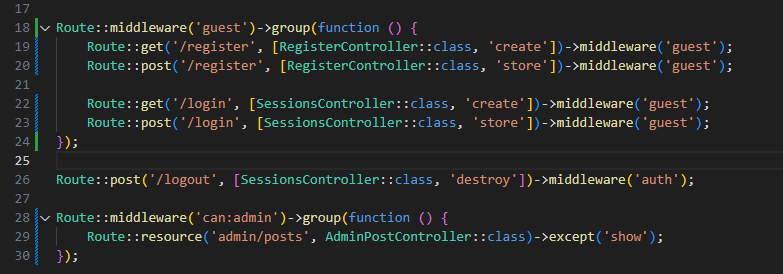 17
18 Route::middleware('guest')->group(function () {
19     Route::get('/register', [RegisterController::class, 'create'])->middleware('guest');
20     Route::post('/register', [RegisterController::class, 'store'])->middleware('guest');
21
22     Route::get('/login', [SessionsController::class, 'create'])->middleware('guest');
23     Route::post('/login', [SessionsController::class, 'store'])->middleware('guest');
24 });
25
26 Route::post('/logout', [SessionsController::class, 'destroy'])->middleware('auth');
27
28 Route::middleware('can:admin')->group(function () {
29     Route::resource('admin/posts', AdminPostController::class)->except('show');
30 });